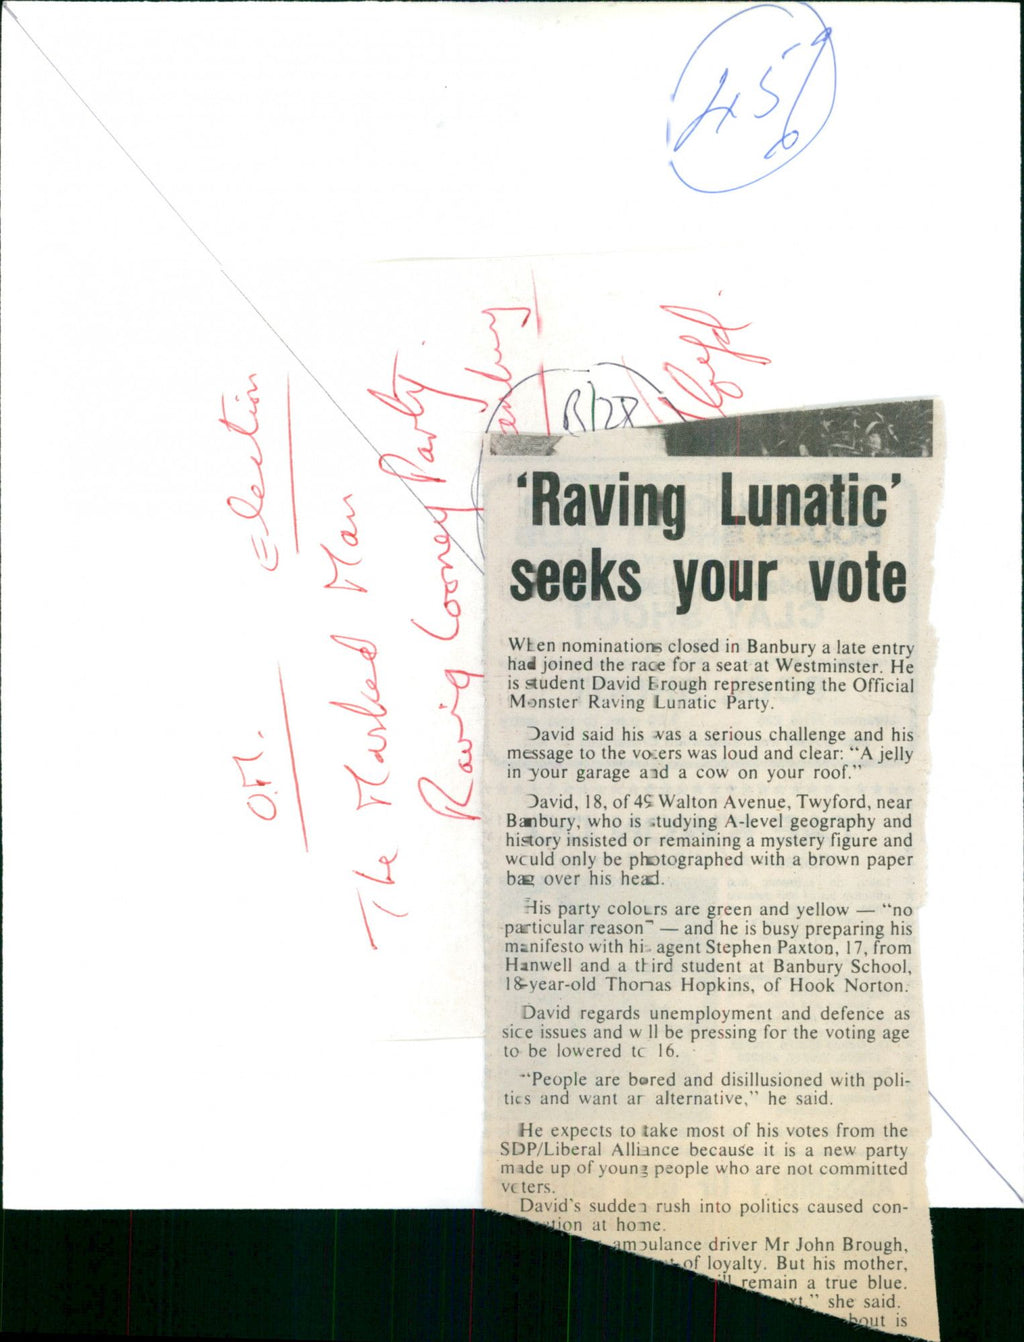 45%
O.M. Election
The Masked Man
Raving Looney Party.
B/28
'Raving Lunatic'
seeks your vote
When nominations closed in Banbury a late entry
had joined the race for a seat at Westminster. He
is student David Brough representing the Official
Monster Raving Lunatic Party.
David said his was a serious challenge and his
message to the voters was loud and clear: "A jelly
in your garage and a cow on your roof."
David, 18, of 49 Walton Avenue, Twyford, near
Banbury, who is studying A-level geography and
history insisted on remaining a mystery figure and
would only be photographed with a brown paper
bag over his head.
His party colours are green and yellow — "no
particular reason" — and he is busy preparing his
manifesto with his agent Stephen Paxton, 17, from
Hanwell and a third student at Banbury School,
18-year-old Thomas Hopkins, of Hook Norton.
David regards unemployment and defence as
side issues and will be pressing for the voting age
to be lowered to 16.
"People are bored and disillusioned with poli-
tics and want an alternative," he said.
He expects to take most of his votes from the
SDP/Liberal Alliance because it is a new party
made up of young people who are not committed
voters.
David's sudden rush into politics caused con-
at home.
ambulance driver Mr John Brough,
of loyalty. But his mother,
remain a true blue.
she said.
is